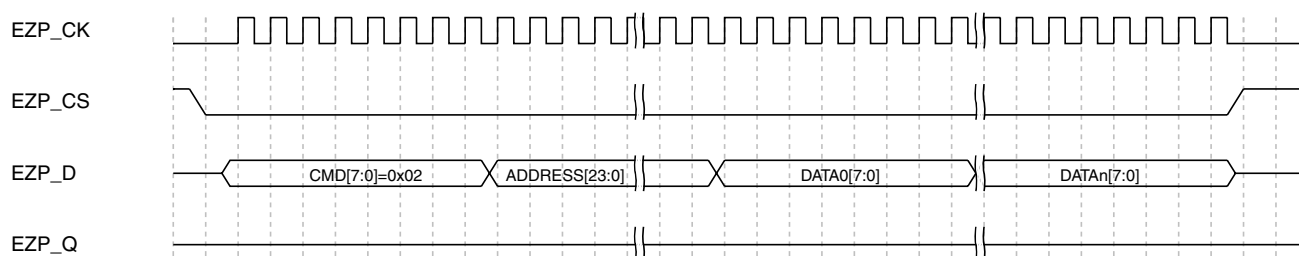 EZP_CK
EZP_CS
EZP_D CMD[7:0]=0x02 ADDRESS[23:0] DATA0[7:0] DATAn[7:0]
EZP_Q